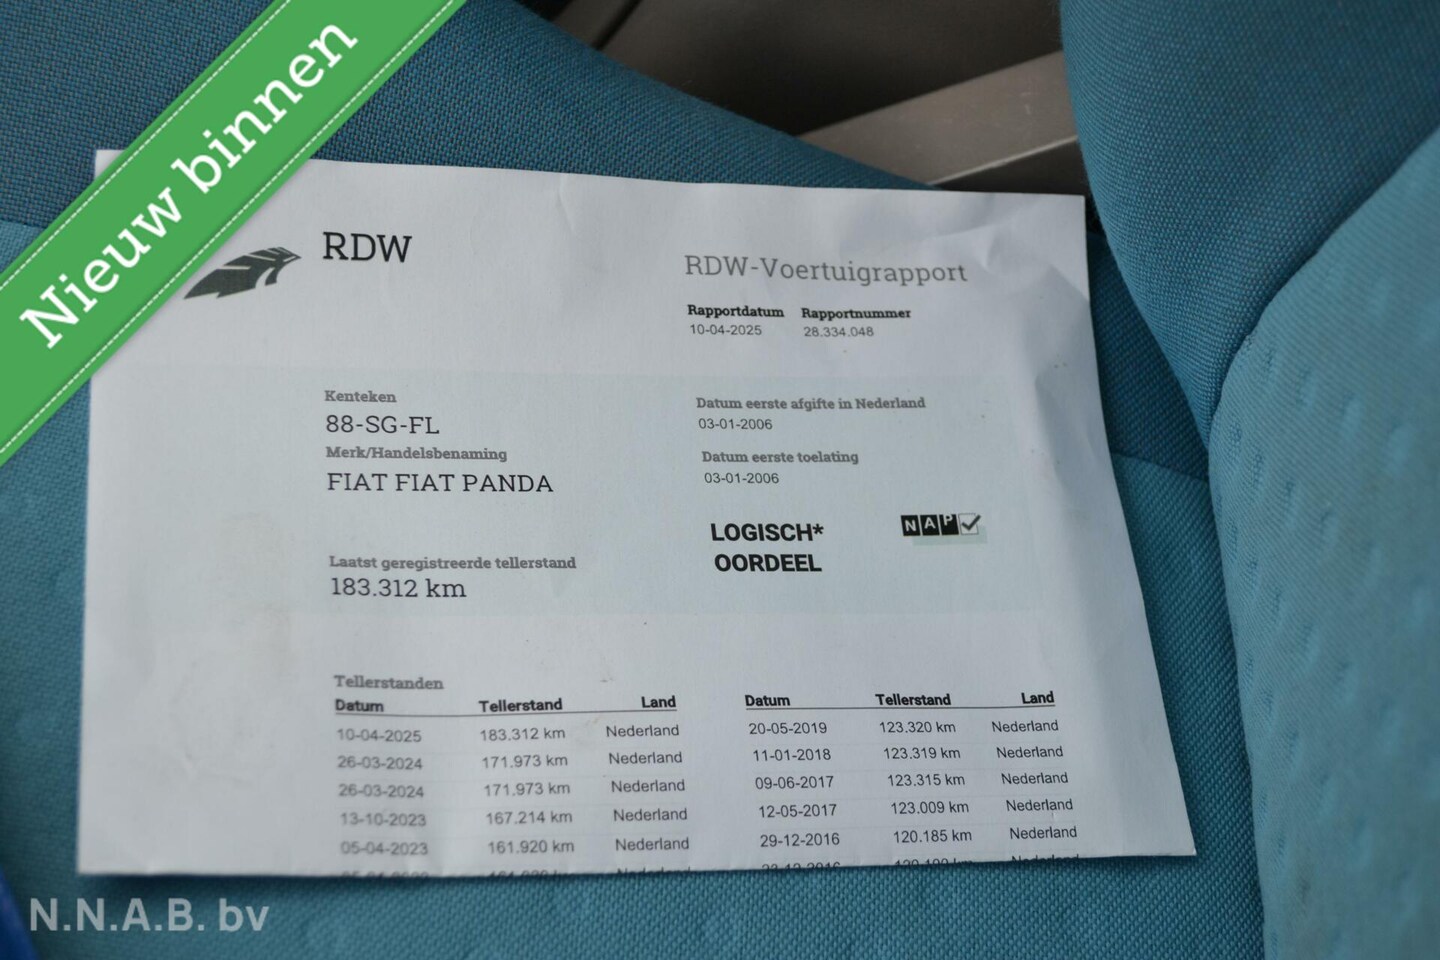 Nieuw binnen
RDW
RDW-Voertuigrapport
Rapportdatum Rapportnummer
10-04-2025 28.334.048
Kenteken
88-SG-FL
Merk/Handelsbenaming
FIAT FIAT PANDA
Datum eerste afgifte in Nederland
03-01-2006
Datum eerste toelating
03-01-2006
LOGISCH*
OORDEEL
NAP
Laatst geregistreerde tellerstand
183.312 km
Tellerstanden
Datum Tellerstand Land
10-04-2025 183.312 km Nederland
26-03-2024 171.973 km Nederland
26-03-2024 171.973 km Nederland
13-10-2023 167.214 km Nederland
05-04-2023 161.920 km Nederland
Datum Tellerstand Land
20-05-2019 123.320 km Nederland
11-01-2018 123.319 km Nederland
09-06-2017 123.315 km Nederland
12-05-2017 123.009 km Nederland
29-12-2016 120.185 km Nederland
N.N.A.B. bv